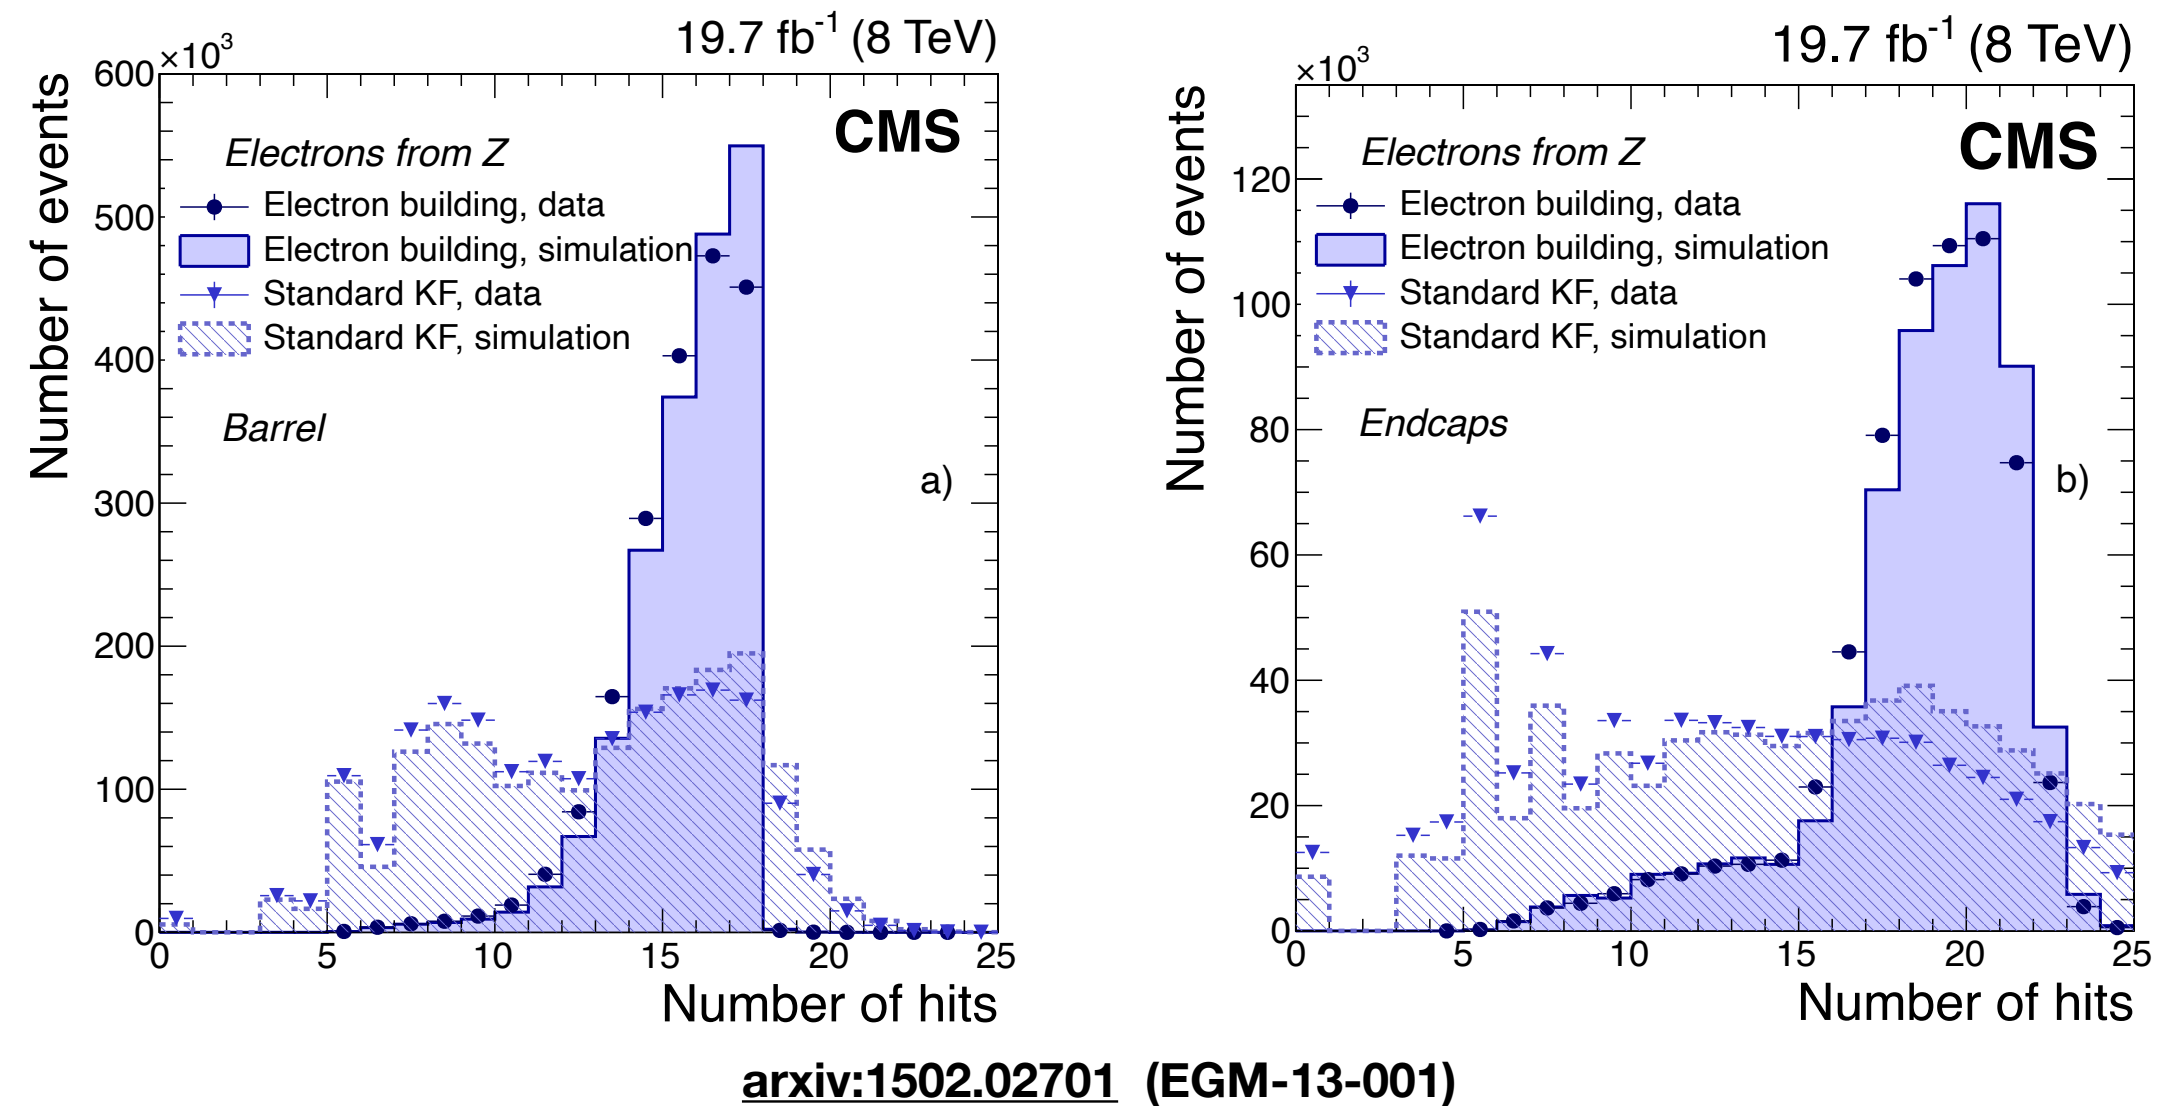 19.7 fb⁻¹ (8 TeV)
×10³
CMS
Electrons from Z
Electron building, data
Electron building, simulation
Standard KF, data
Standard KF, simulation
Barrel
a)
Number of events
600
500
400
300
200
100
0
0 5 10 15 20 25
Number of hits
19.7 fb⁻¹ (8 TeV)
×10³
CMS
Electrons from Z
Electron building, data
Electron building, simulation
Standard KF, data
Standard KF, simulation
Endcaps
b)
Number of events
120
100
80
60
40
20
0
0 5 10 15 20 25
Number of hits
arxiv:1502.02701 (EGM-13-001)